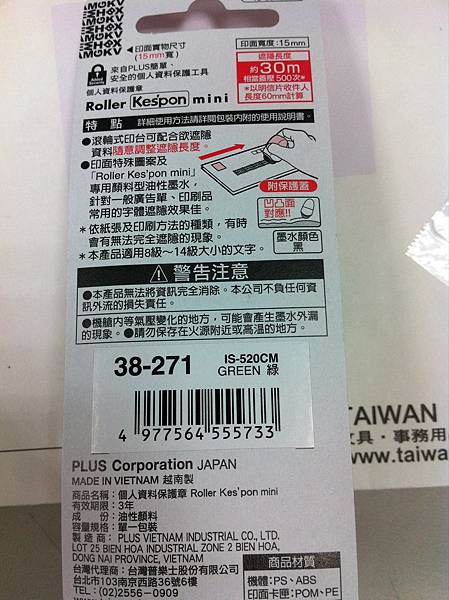 ◀印面實物尺寸
(15mm寬)
印面寬度:15mm
來自PLUS簡單、
安全的個人資料保護工具
遮隱長度
約30m
相當蓋壓500次*
*以明信片收件人
長度60mm計算
個人資料保護章
Roller Kes'pon mini
特 點 詳細使用方法請詳閱包裝內附的使用說明書。
●滾輪式印台可配合欲遮隱
資料隨意調整遮隱長度。
●印面特殊圖案及
「Roller Kes'pon mini」
專用顏料型油性墨水,
針對一般廣告單、印刷品
常用的字體遮隱效果佳。
附保護蓋
凹凸面
對應!!
*依紙張及印刷方法的種類,有時
會有無法完全遮隱的現象。
*本產品適用8級~14級大小的文字。
墨水顏色
黑
警告注意
●本產品無法將資訊完全消除。本公司不負任何資
訊外流的損失責任。
●機艙內等氣壓變化的地方,可能會產生墨水外漏
的現象。●請勿保存在火源附近或高溫的地方。
38-271
IS-520CM
GREEN 綠
4 977564 555733
PLUS Corporation JAPAN
MADE IN VIETNAM 越南製
商品名稱:個人資料保護章 Roller Kes'pon mini
有效期限:3年
成 份:油性顏料
容量規格:單一包裝
製 造 商:PLUS VIETNAM INDUSTRIAL CO., LTD.
LOT 25 BIEN HOA INDUSTRIAL ZONE 2 BIEN HOA,
DONG NAI PROVINCE, VIETNAM
台灣代理商:台灣普樂士股份有限公司
台北市103南京西路36號6樓
TEL:(02)2556-0909
商品材質
機體:PS、ABS
印面卡匣:POM、PE
TAIWAN
文具・事務用
www.taiwa